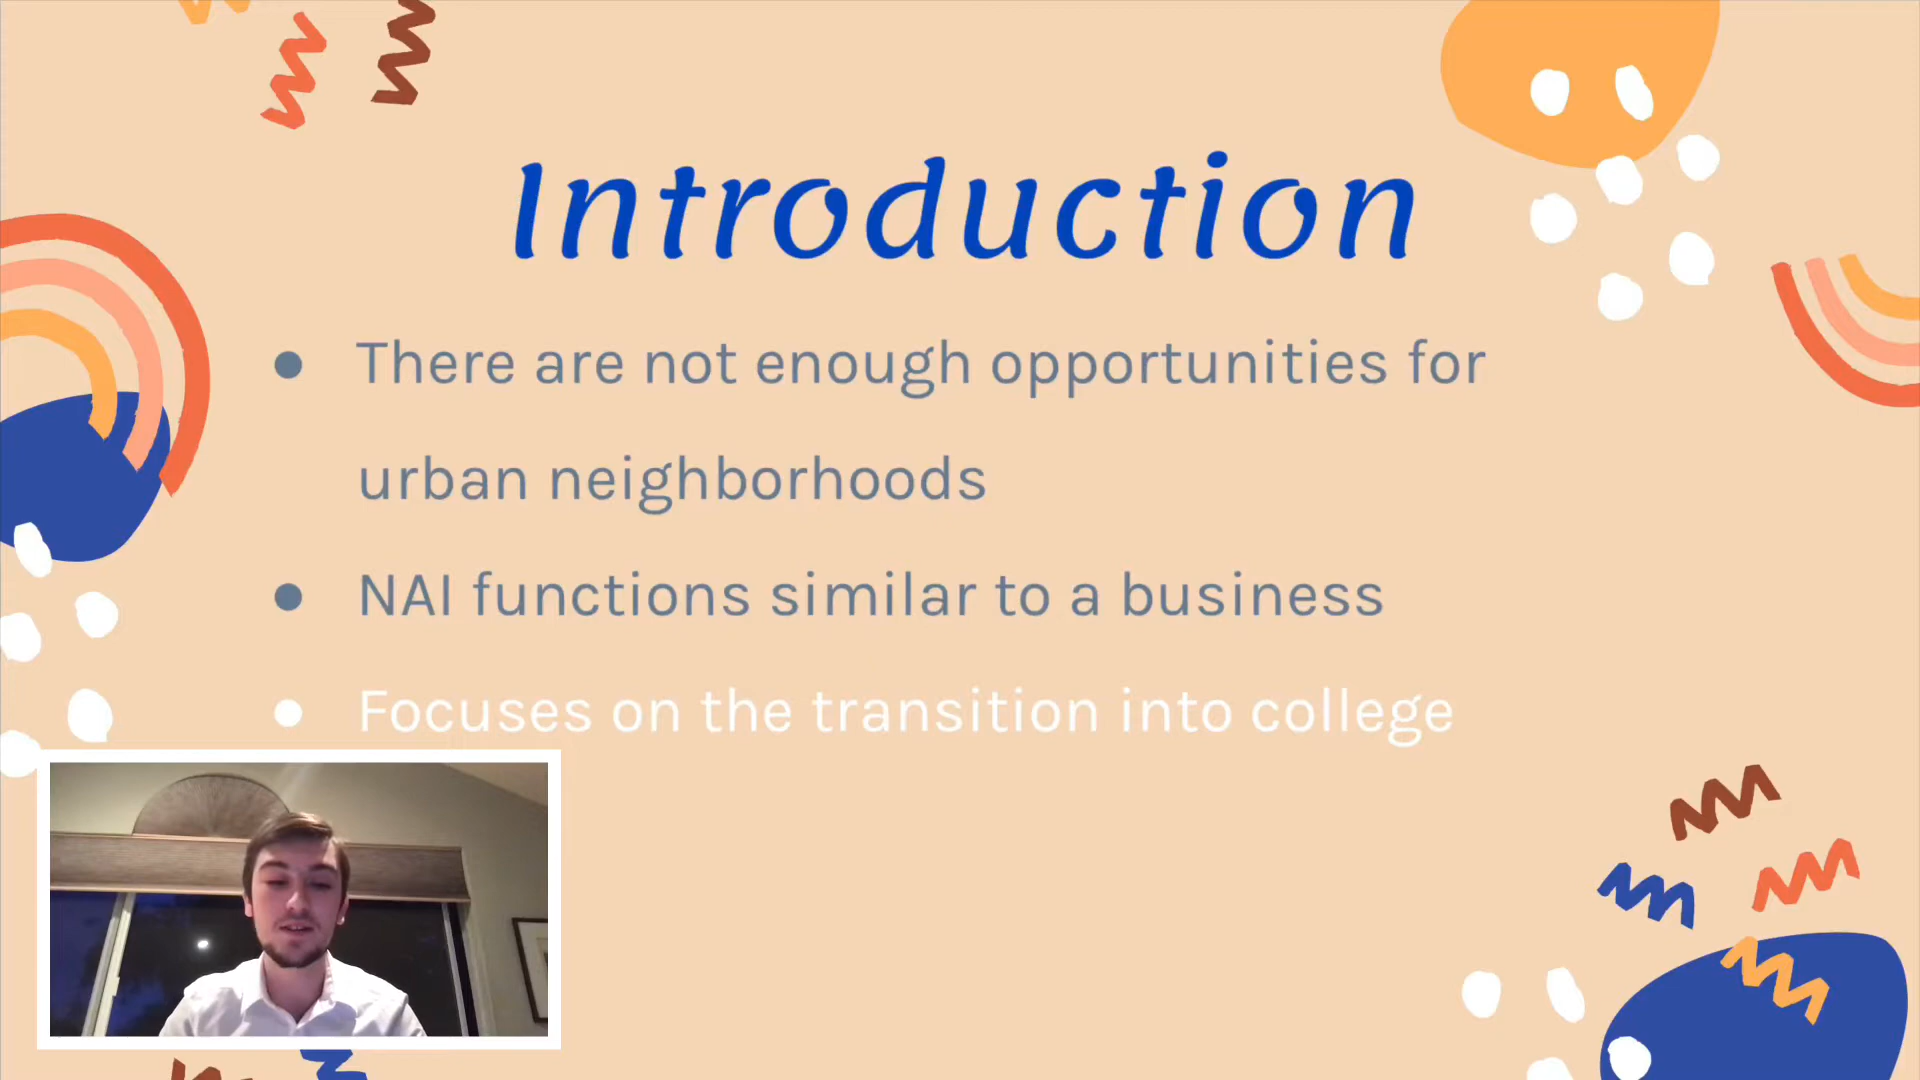 Introduction
● There are not enough opportunities for
urban neighborhoods
● NAI functions similar to a business
● Focuses on the transition into college